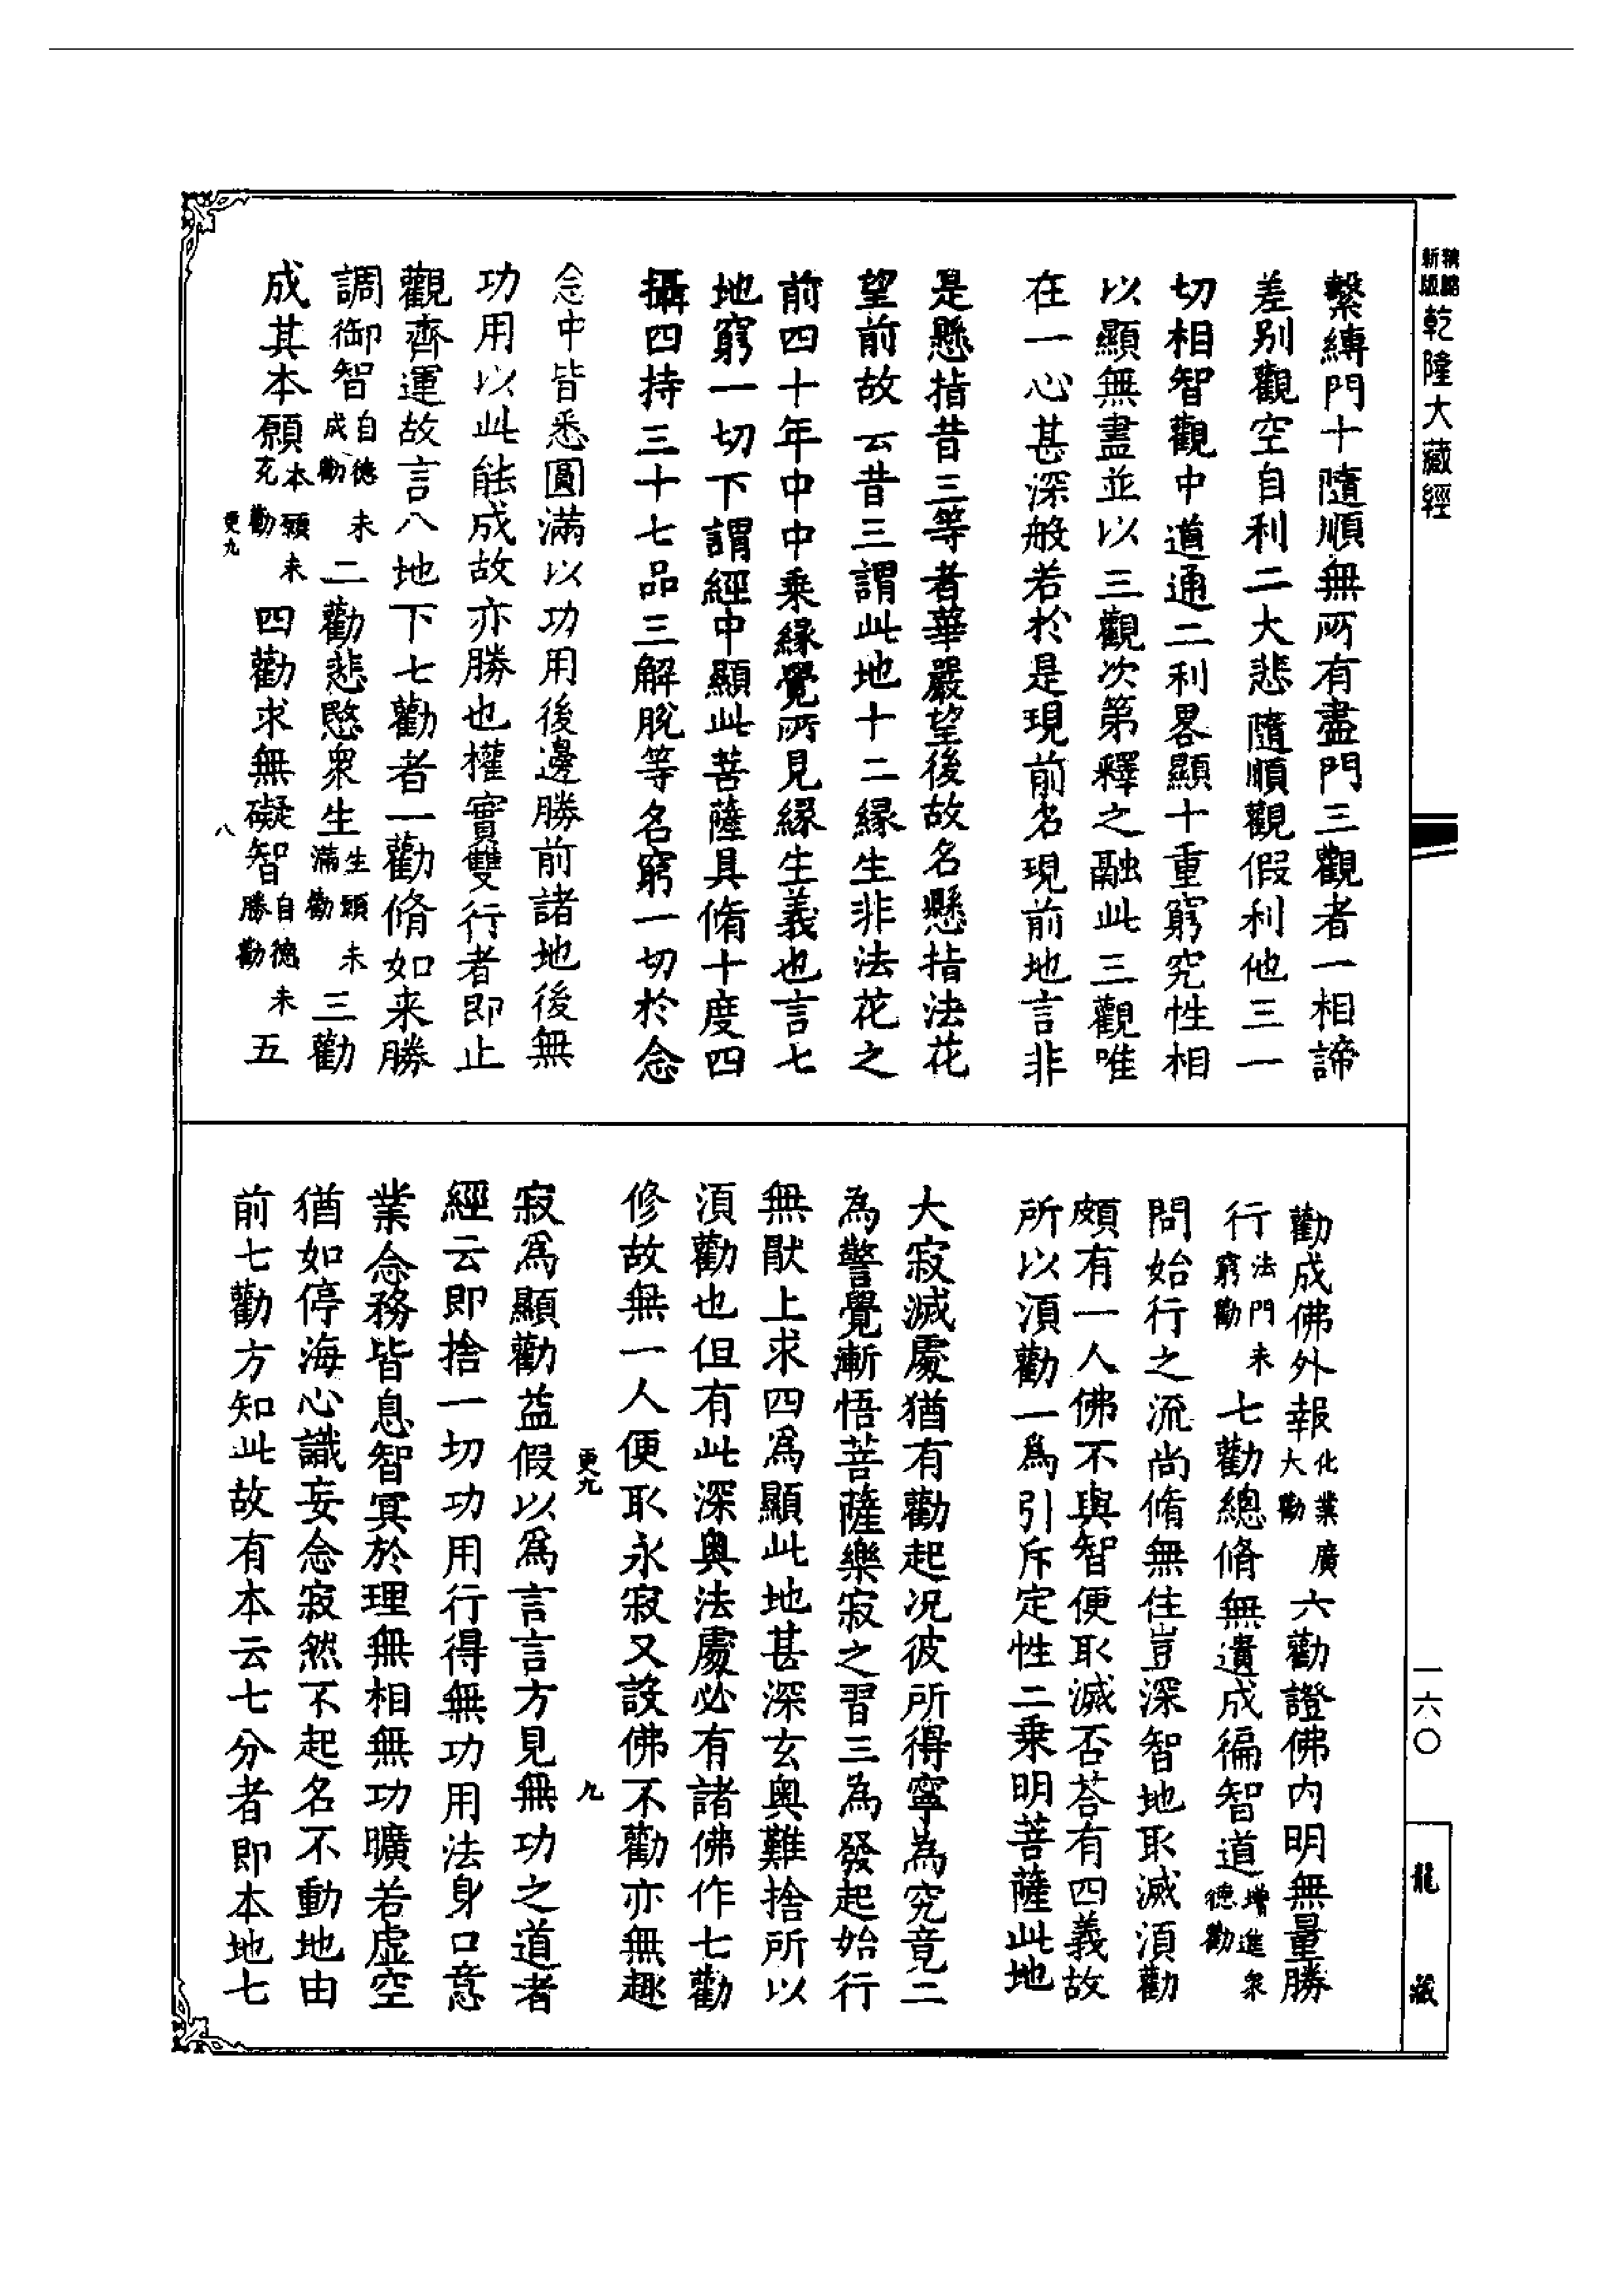 新版
乾隆大藏經
繫縛門十隨順無所有盡門三觀者一相諦
差別觀空自利二大悲隨順觀假利他三一
切相智觀中道通二利畧顯十重窮究性相
以顯無盡並以三觀次第釋之融此三觀唯
在一心甚深般若於是現前名現前地言非
是懸指昔三等者華嚴望後故名懸指法花
望前故云昔三謂此地十二緣生非法花之
前四十年中中乘緣覺所見緣生義也言七
地窮一切下謂經中顯此菩薩具脩十度四
攝四持三十七品三解脫等名窮一切於念
念中皆悉圓滿以功用後邊勝前諸地後無
功用以此能成故亦勝也權實雙行者即止
觀齊運故言八地下七勸者一勸脩如来勝
調御智自德未成勸二勸悲愍眾生生願未滿勸三勸
成其本願本願未充勸四勸求無礙智自德未勝勸五
更九
八
勸成佛外報化業廣大勸六勸證佛內明無量勝
行法門未窮勸七勸總脩無遺成徧智道增進眾德勸
問始行之流尚脩無住豈深智地取滅湏勸
頗有一人佛不與智便取滅否荅有四義故
所以湏勸一為引斥定性二乗明菩薩此地
大寂滅處猶有勸起况彼所得寧為究竟二
為警覺漸悟菩薩樂寂之習三為發起始行
無猒上求四為顯此地甚深玄奥難捨所以
湏勸也但有此深奥法處必有諸佛作七勸
修故無一人便取永寂又設佛不勸亦無趣
更九
九
寂爲顯勸益假以爲言言方見無功之道者
經云即捨一切功用行得無功用法身口意
業念務皆息智冥於理無相無功曠若虛空
猶如停海心識妄念寂然不起名不動地由
前七勸方知此故有本云七分者即本地七
一六〇
龍藏